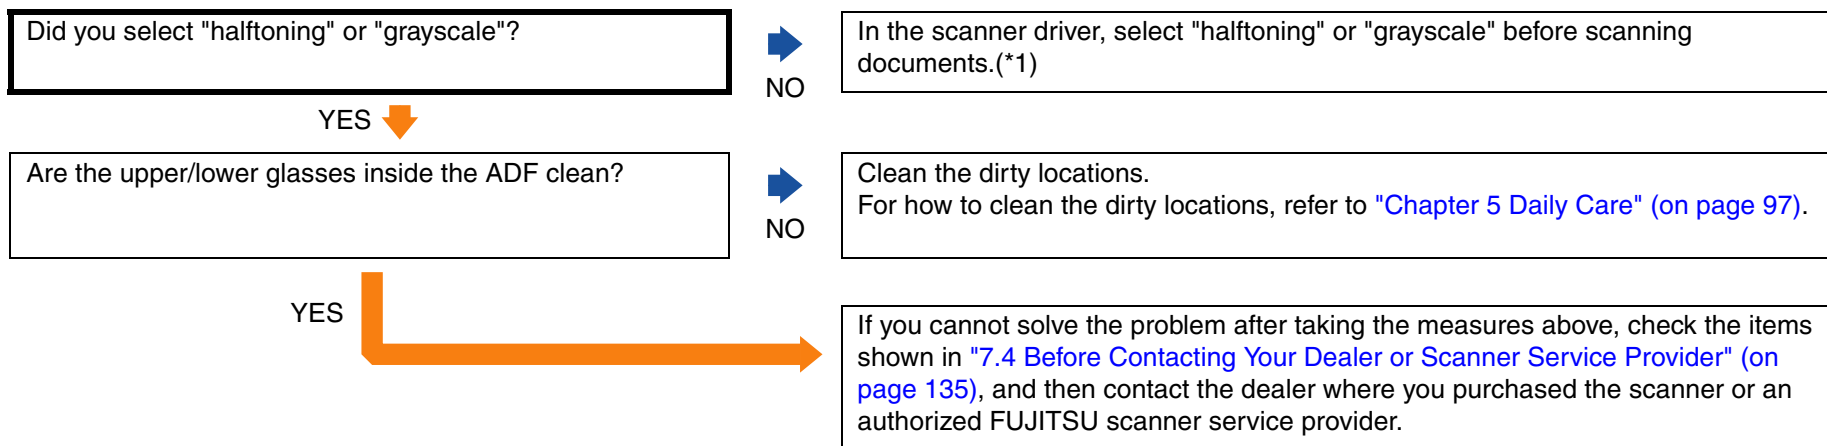 Did you select "halftoning" or "grayscale"?
NO
In the scanner driver, select "halftoning" or "grayscale" before scanning
documents.(*1)
YES
Are the upper/lower glasses inside the ADF clean?
NO
Clean the dirty locations.
For how to clean the dirty locations, refer to "Chapter 5 Daily Care" (on page 97).
YES
If you cannot solve the problem after taking the measures above, check the items
shown in "7.4 Before Contacting Your Dealer or Scanner Service Provider" (on
page 135), and then contact the dealer where you purchased the scanner or an
authorized FUJITSU scanner service provider.